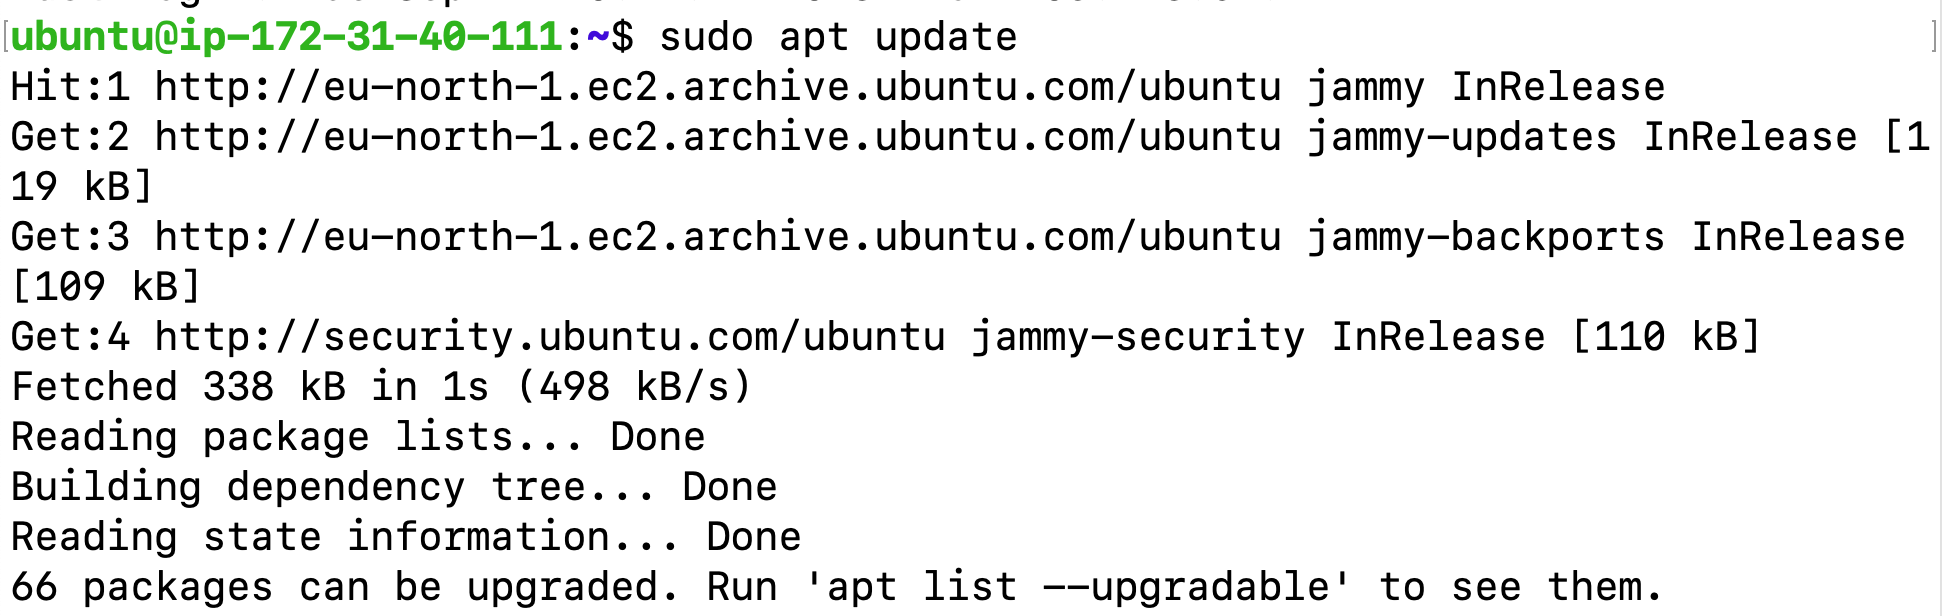 ubuntu@ip-172-31-40-111:~$ sudo apt update
Hit:1 http://eu-north-1.ec2.archive.ubuntu.com/ubuntu jammy InRelease
Get:2 http://eu-north-1.ec2.archive.ubuntu.com/ubuntu jammy-updates InRelease [1
19 kB]
Get:3 http://eu-north-1.ec2.archive.ubuntu.com/ubuntu jammy-backports InRelease
[109 kB]
Get:4 http://security.ubuntu.com/ubuntu jammy-security InRelease [110 kB]
Fetched 338 kB in 1s (498 kB/s)
Reading package lists... Done
Building dependency tree... Done
Reading state information... Done
66 packages can be upgraded. Run 'apt list --upgradable' to see them.